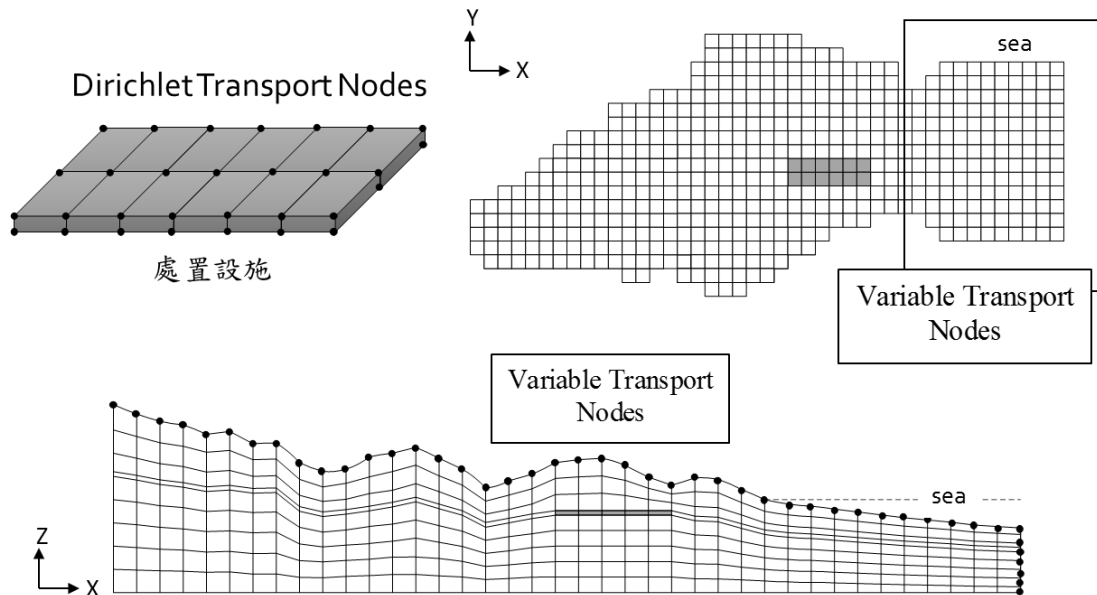 Dirichlet Transport Nodes
處置設施
Y
X
sea
Variable Transport
Nodes
Variable Transport
Nodes
sea
Z
X